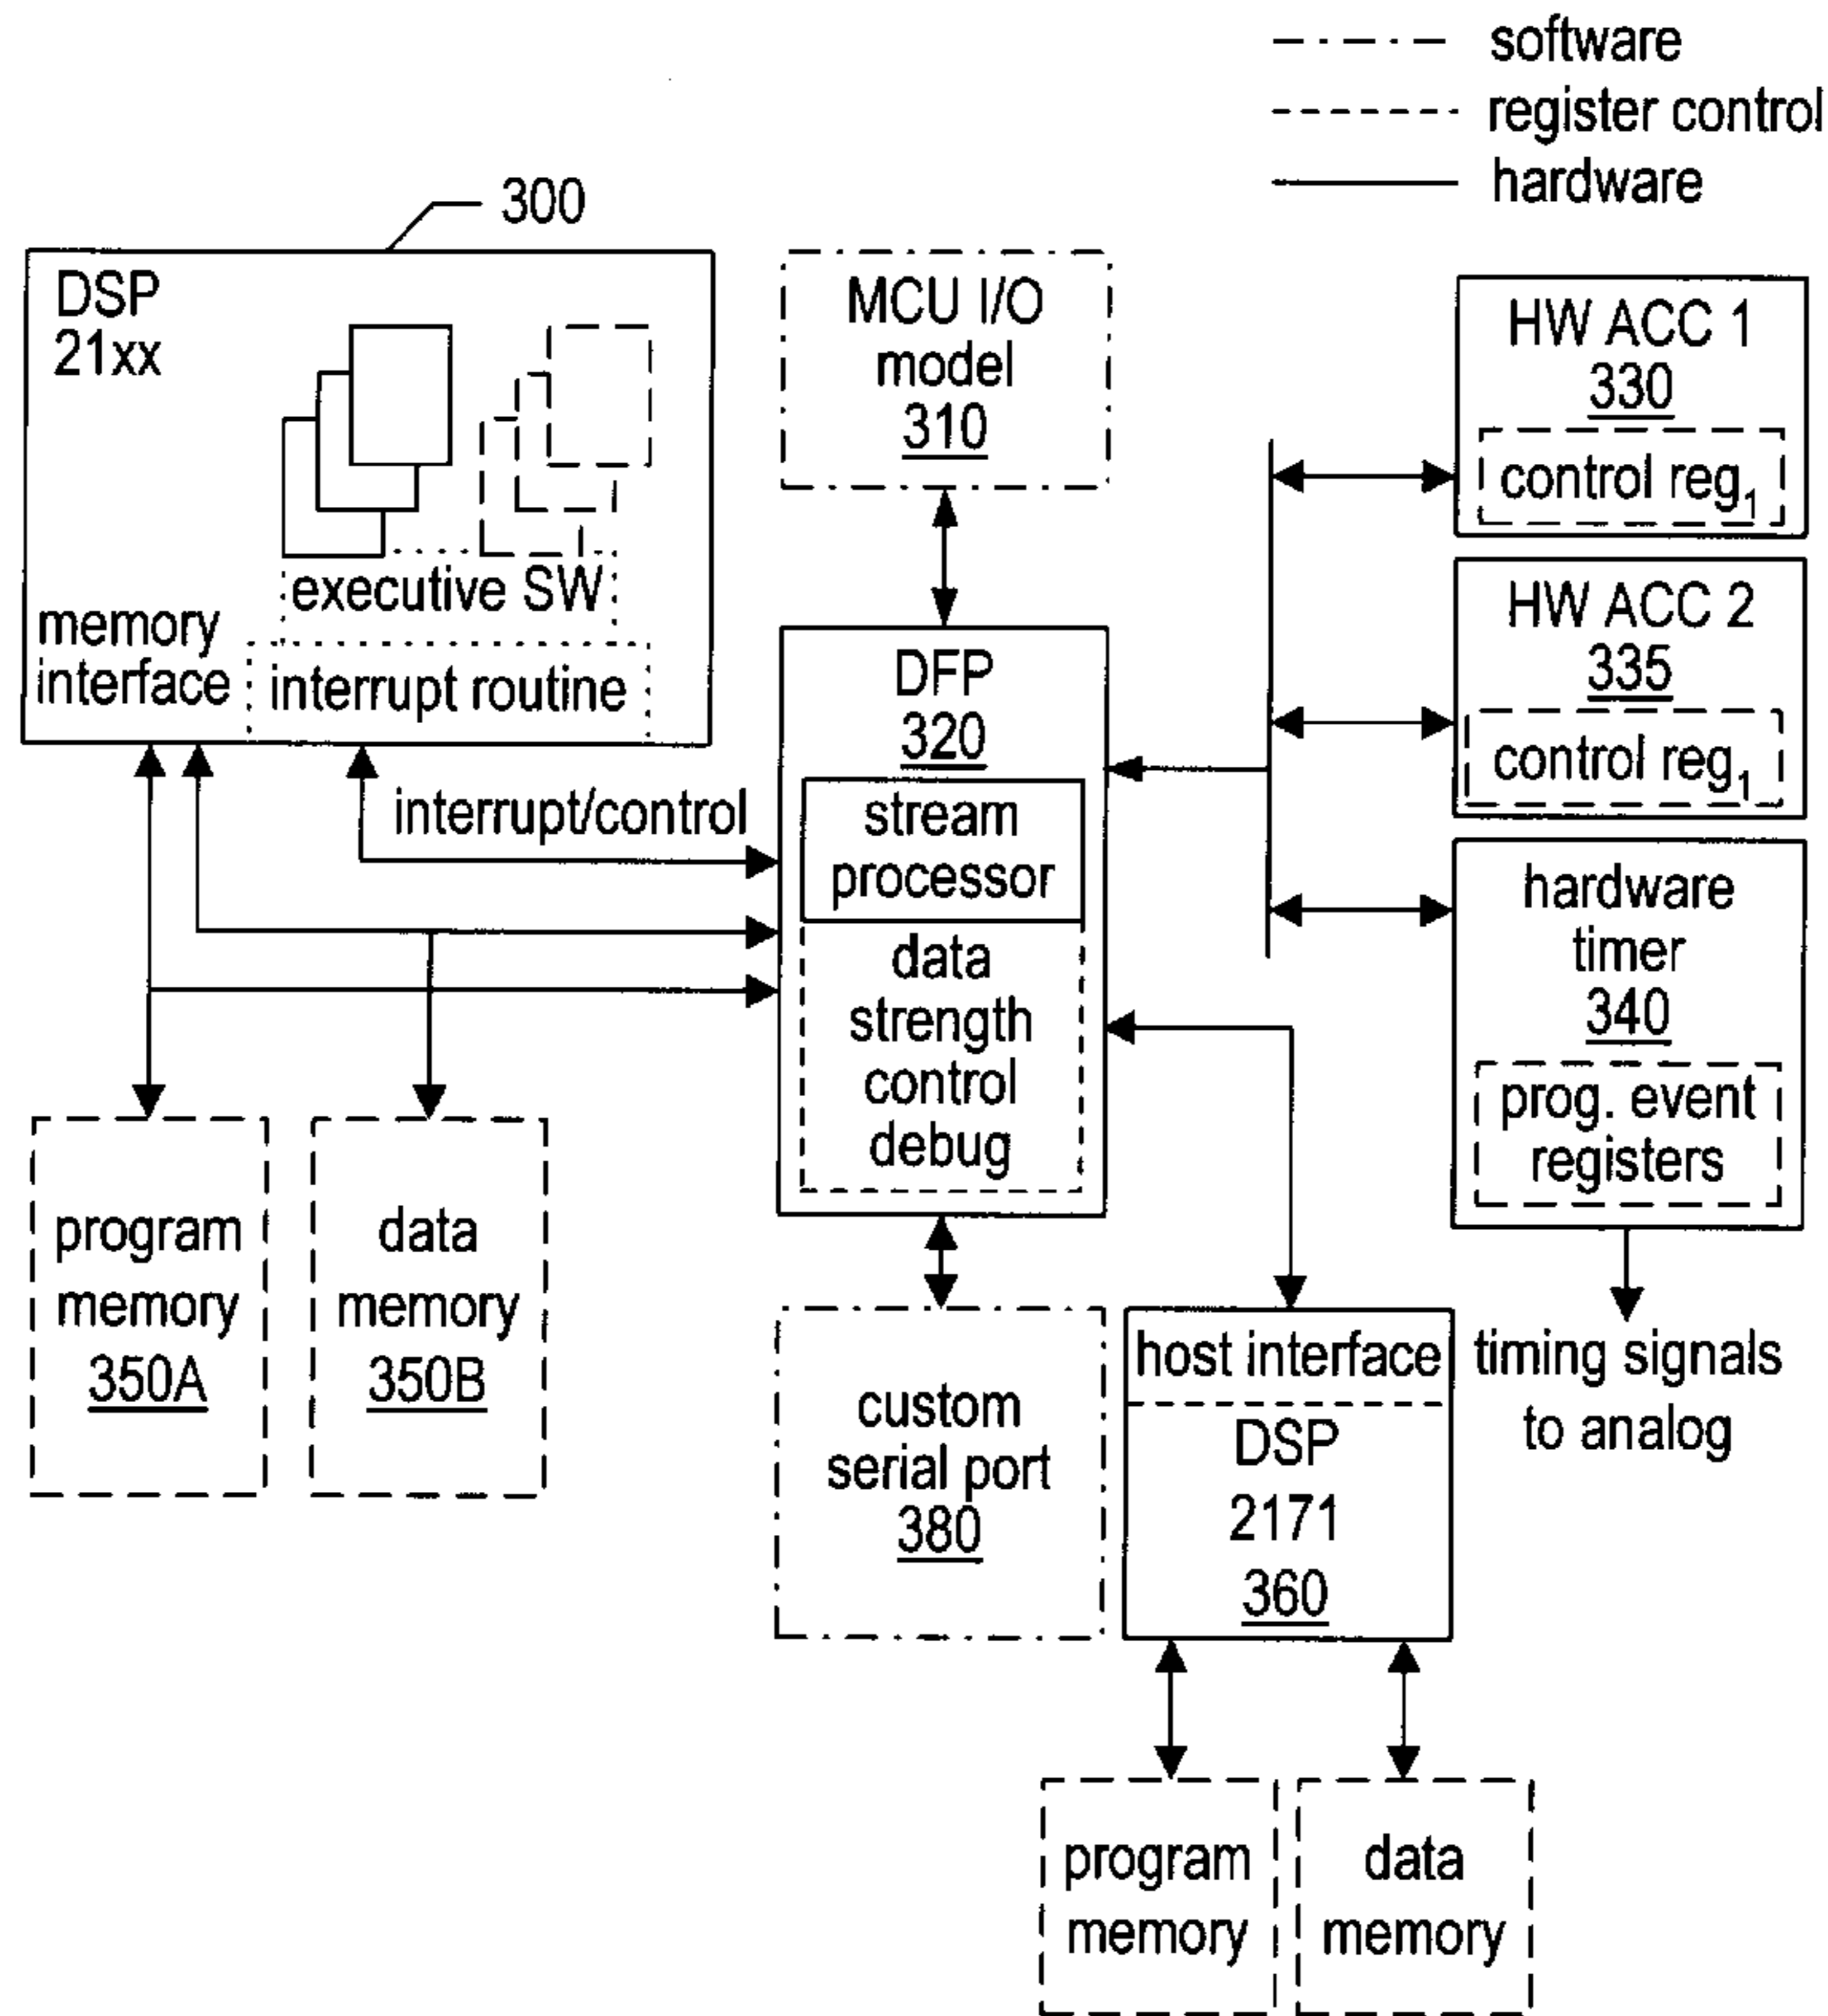 software
register control
hardware
300
DSP
21xx
executive SW
memory
interface
interrupt routine
MCU I/O
model
310
HW ACC 1
330
control reg1
HW ACC 2
335
control reg1
DFP
320
stream
processor
data
strength
control
debug
interrupt/control
hardware
timer
340
prog. event
registers
program
memory
350A
data
memory
350B
custom
serial port
380
host interface
DSP
2171
360
timing signals
to analog
program
memory
data
memory